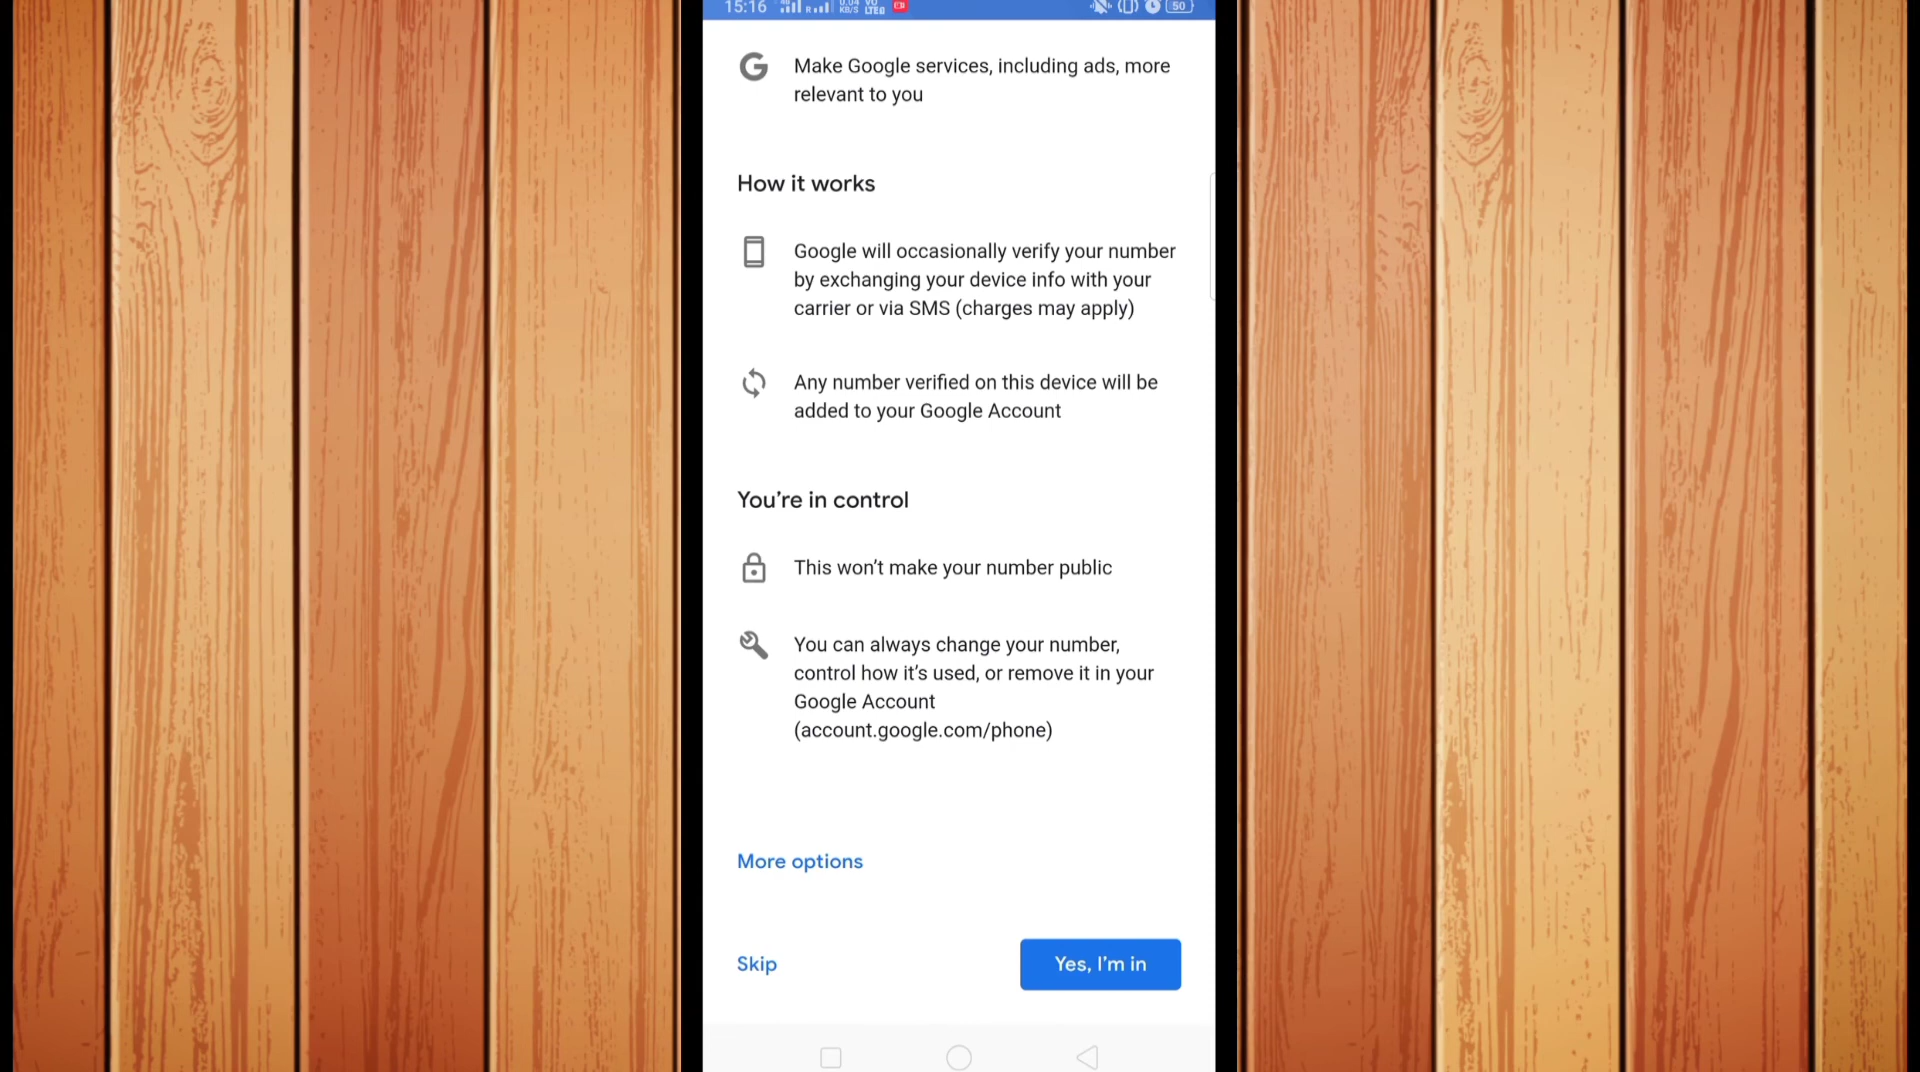 15:16
Make Google services, including ads, more
relevant to you
How it works
Google will occasionally verify your number
by exchanging your device info with your
carrier or via SMS (charges may apply)
Any number verified on this device will be
added to your Google Account
You're in control
This won't make your number public
You can always change your number,
control how it's used, or remove it in your
Google Account
(account.google.com/phone)
More options
Skip
Yes, I'm in